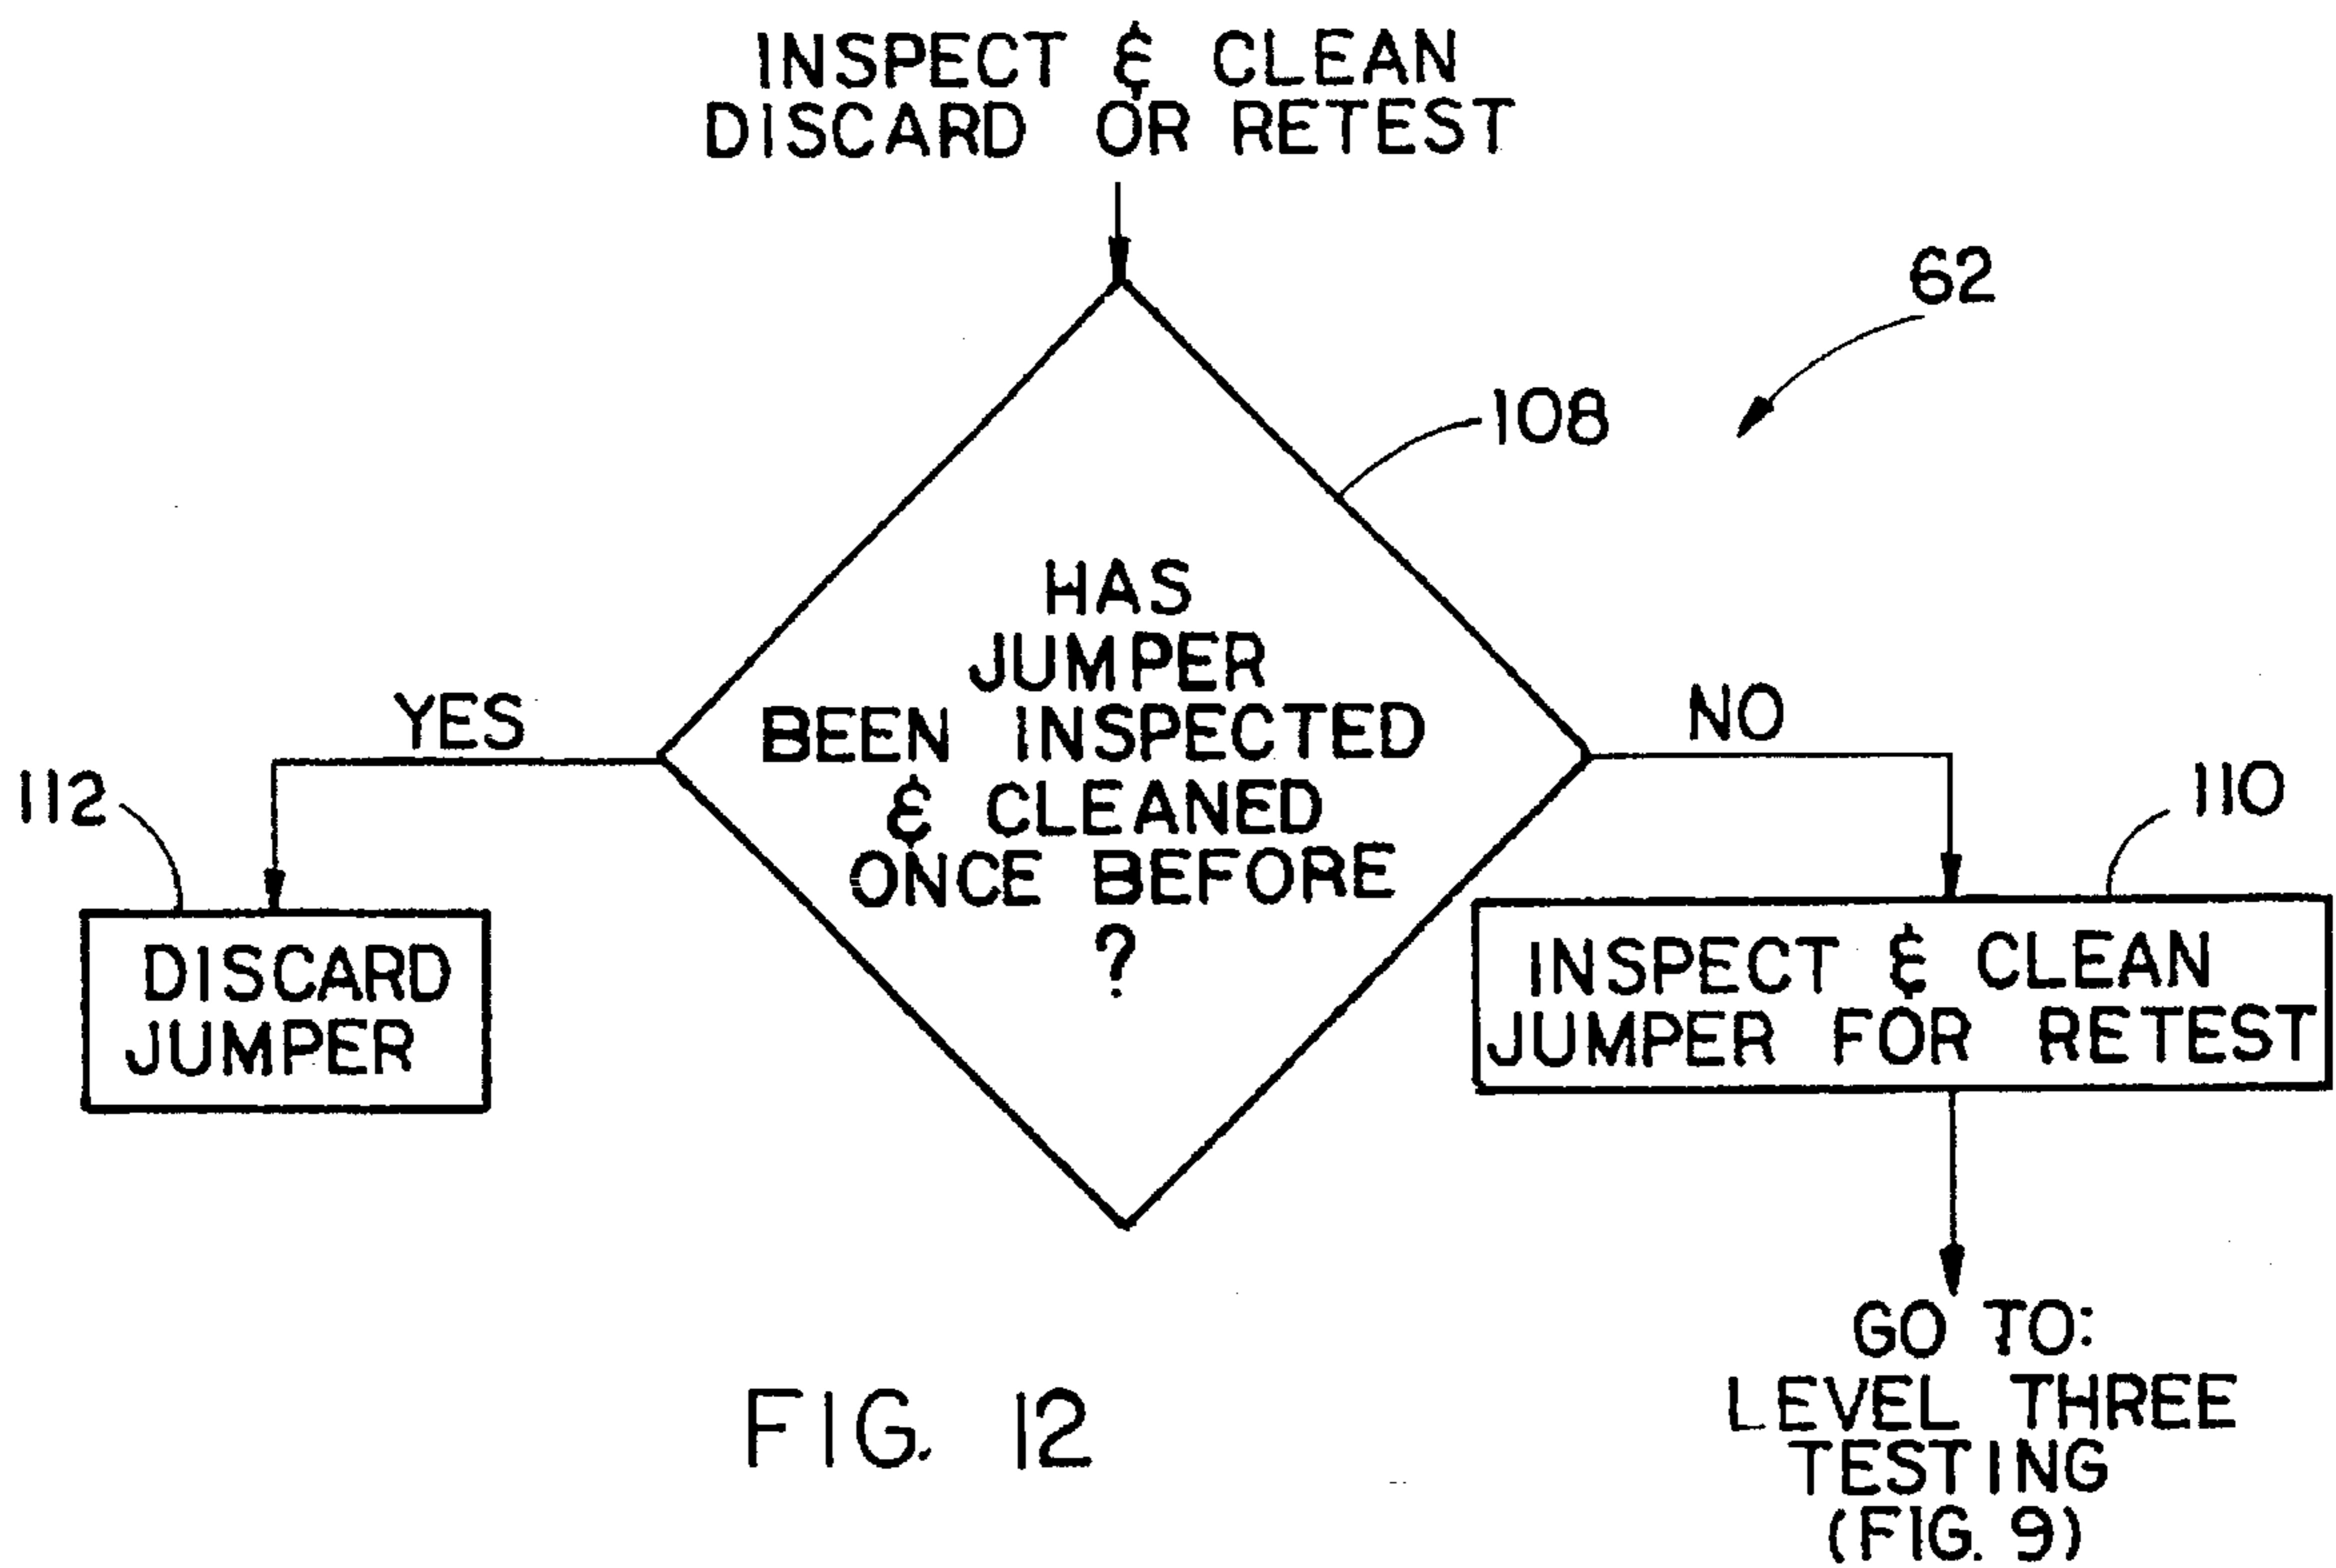 INSPECT & CLEAN
DISCARD OR RETEST
62
108
HAS
JUMPER
BEEN INSPECTED
& CLEANED
ONCE BEFORE
?
YES
NO
112
110
DISCARD
JUMPER
INSPECT & CLEAN
JUMPER FOR RETEST
GO TO:
LEVEL THREE
TESTING
(FIG. 9)
FIG. 12